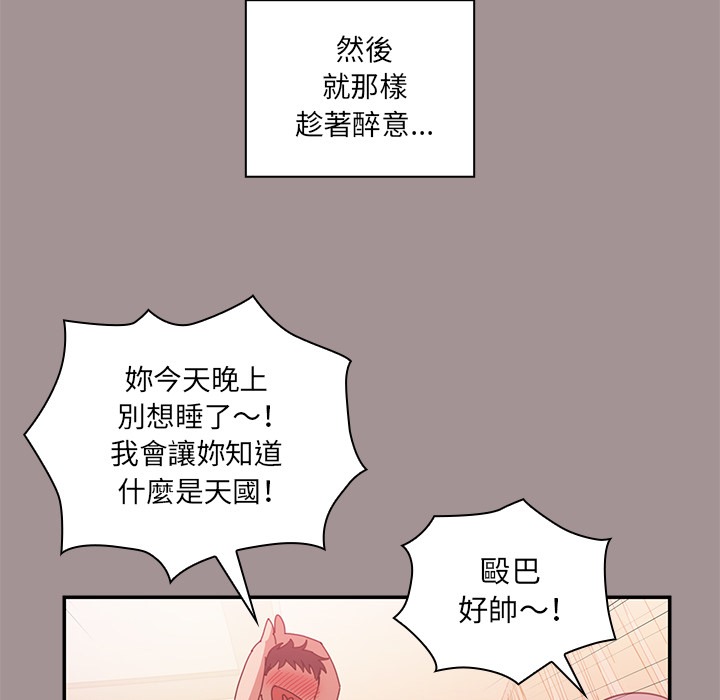 然後
就那樣
趁著醉意...
妳今天晚上
別想睡了～！
我會讓妳知道
什麼是天國！
毆巴
好帥～！